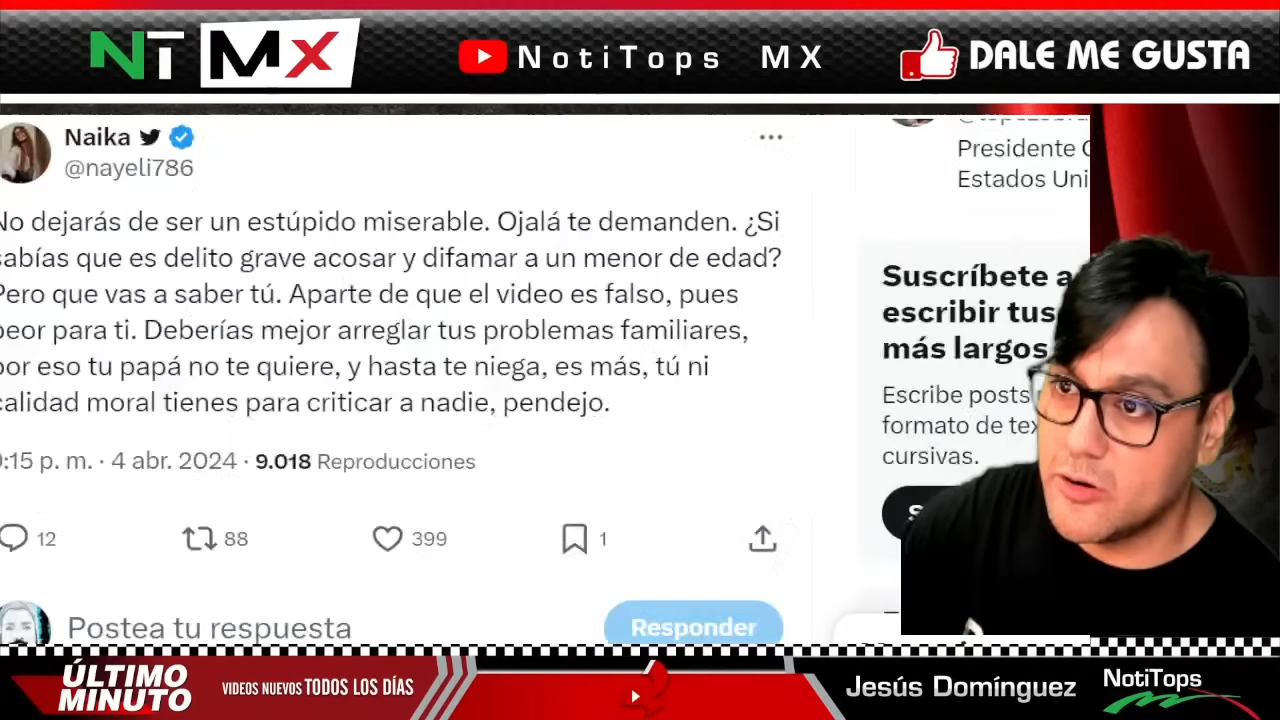 NT MX
NotiTops MX
DALE ME GUSTA
Naika
@nayeli786
No dejarás de ser un estúpido miserable. Ojalá te demanden. ¿Si
sabías que es delito grave acosar y difamar a un menor de edad?
Pero que vas a saber tú. Aparte de que el video es falso, pues
peor para ti. Deberías mejor arreglar tus problemas familiares,
por eso tu papá no te quiere, y hasta te niega, es más, tú ni
calidad moral tienes para criticar a nadie, pendejo.
:15 p. m. · 4 abr. 2024 · 9.018 Reproducciones
12 88 399 1
Postea tu respuesta
Responder
Presidente
Estados Uni
Suscríbete a
escribir tus
más largos
Escribe posts
formato de tex
cursivas.
ÚLTIMO
MINUTO
VIDEOS NUEVOS TODOS LOS DÍAS
Jesús Domínguez
NotiTops